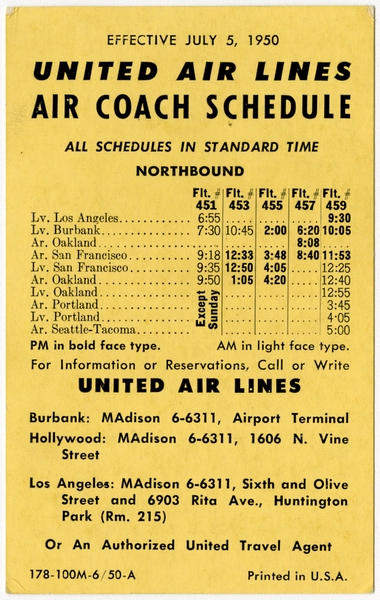 EFFECTIVE JULY 5, 1950
UNITED AIR LINES
AIR COACH SCHEDULE
ALL SCHEDULES IN STANDARD TIME
NORTHBOUND
Flt. # Flt. # Flt. # Flt. # Flt. #
451 453 455 457 459
Lv. Los Angeles 6:55 9:30
Lv. Burbank 7:30 10:45 2:00 6:20 10:05
Ar. Oakland 8:08
Ar. San Francisco 9:18 12:33 3:48 8:40 11:53
Lv. San Francisco 9:35 12:50 4:05 12:25
Ar. Oakland 9:50 1:05 4:20 12:40
Lv. Oakland 12:55
Ar. Portland 3:45
Lv. Portland 4:05
Ar. Seattle-Tacoma 5:00
Except
Sunday
PM in bold face type. AM in light face type.
For Information or Reservations, Call or Write
UNITED AIR LINES
Burbank: MAdison 6-6311, Airport Terminal
Hollywood: MAdison 6-6311, 1606 N. Vine
Street
Los Angeles: MAdison 6-6311, Sixth and Olive
Street and 6903 Rita Ave., Huntington
Park (Rm. 215)
Or An Authorized United Travel Agent
178-100M-6/50-A Printed in U.S.A.